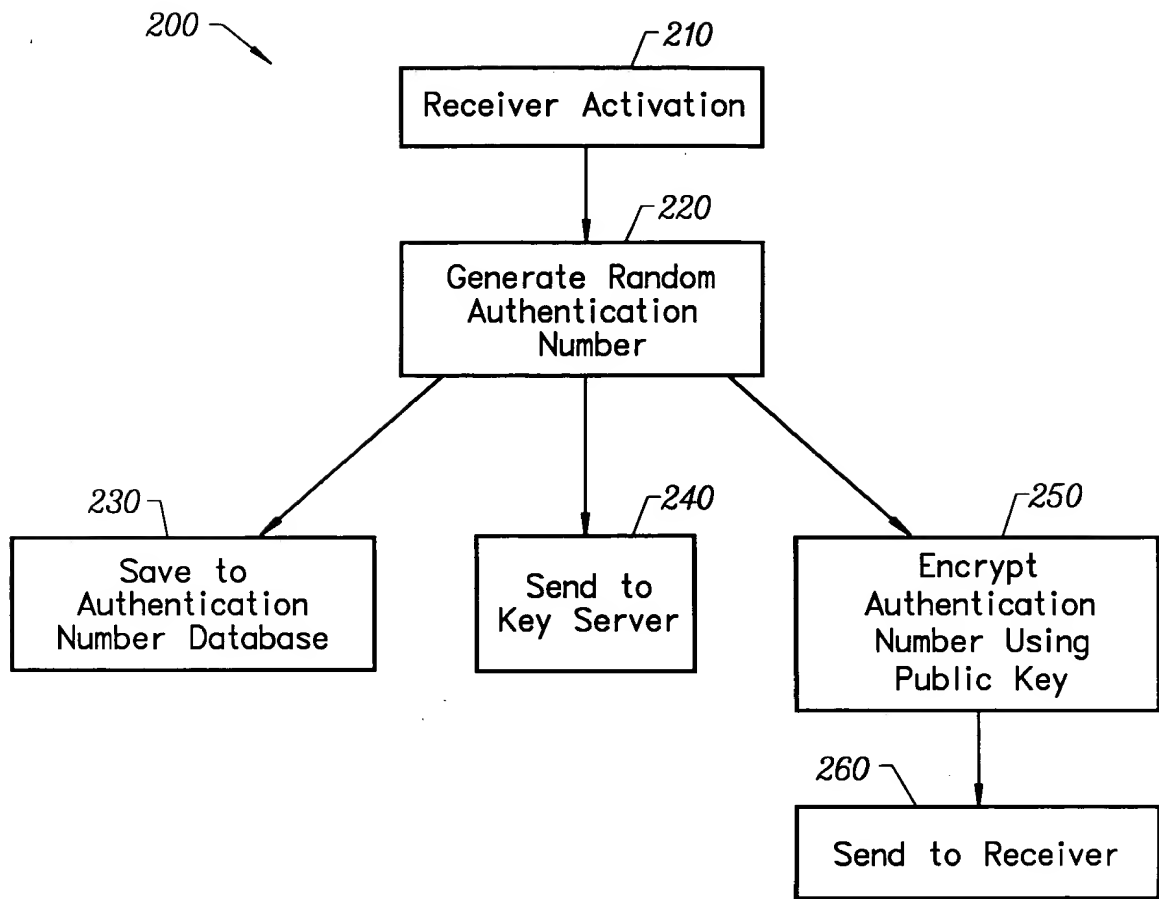 200
210
Receiver Activation
220
Generate Random
Authentication
Number
230
Save to
Authentication
Number Database
240
Send to
Key Server
250
Encrypt
Authentication
Number Using
Public Key
260
Send to Receiver